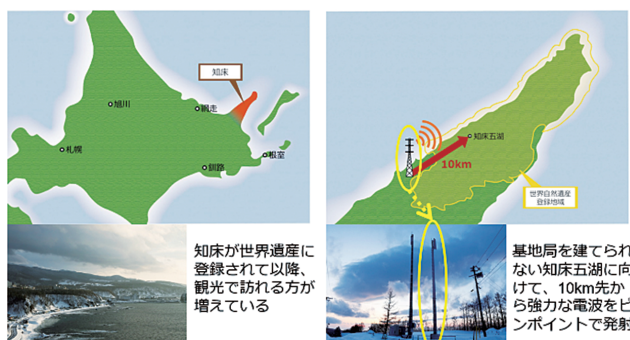 知床
旭川
網走
札幌
釧路
根室
知床が世界遺産に
登録されて以降、
観光で訪れる方が
増えている
知床五湖
10km
世界自然遺産
登録地域
基地局を建てられ
ない知床五湖に向
けて、10km先か
ら強力な電波をピ
ンポイントで発射